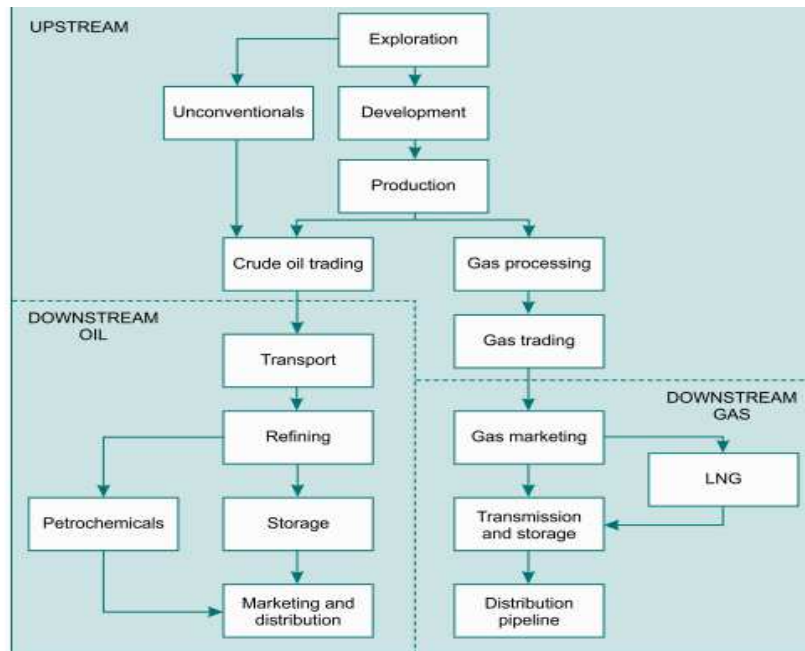 UPSTREAM
Exploration
Unconventionals
Development
Production
Crude oil trading
Gas processing
DOWNSTREAM
OIL
Gas trading
Transport
DOWNSTREAM
GAS
Refining
Gas marketing
LNG
Petrochemicals
Storage
Transmission
and storage
Marketing and
distribution
Distribution
pipeline